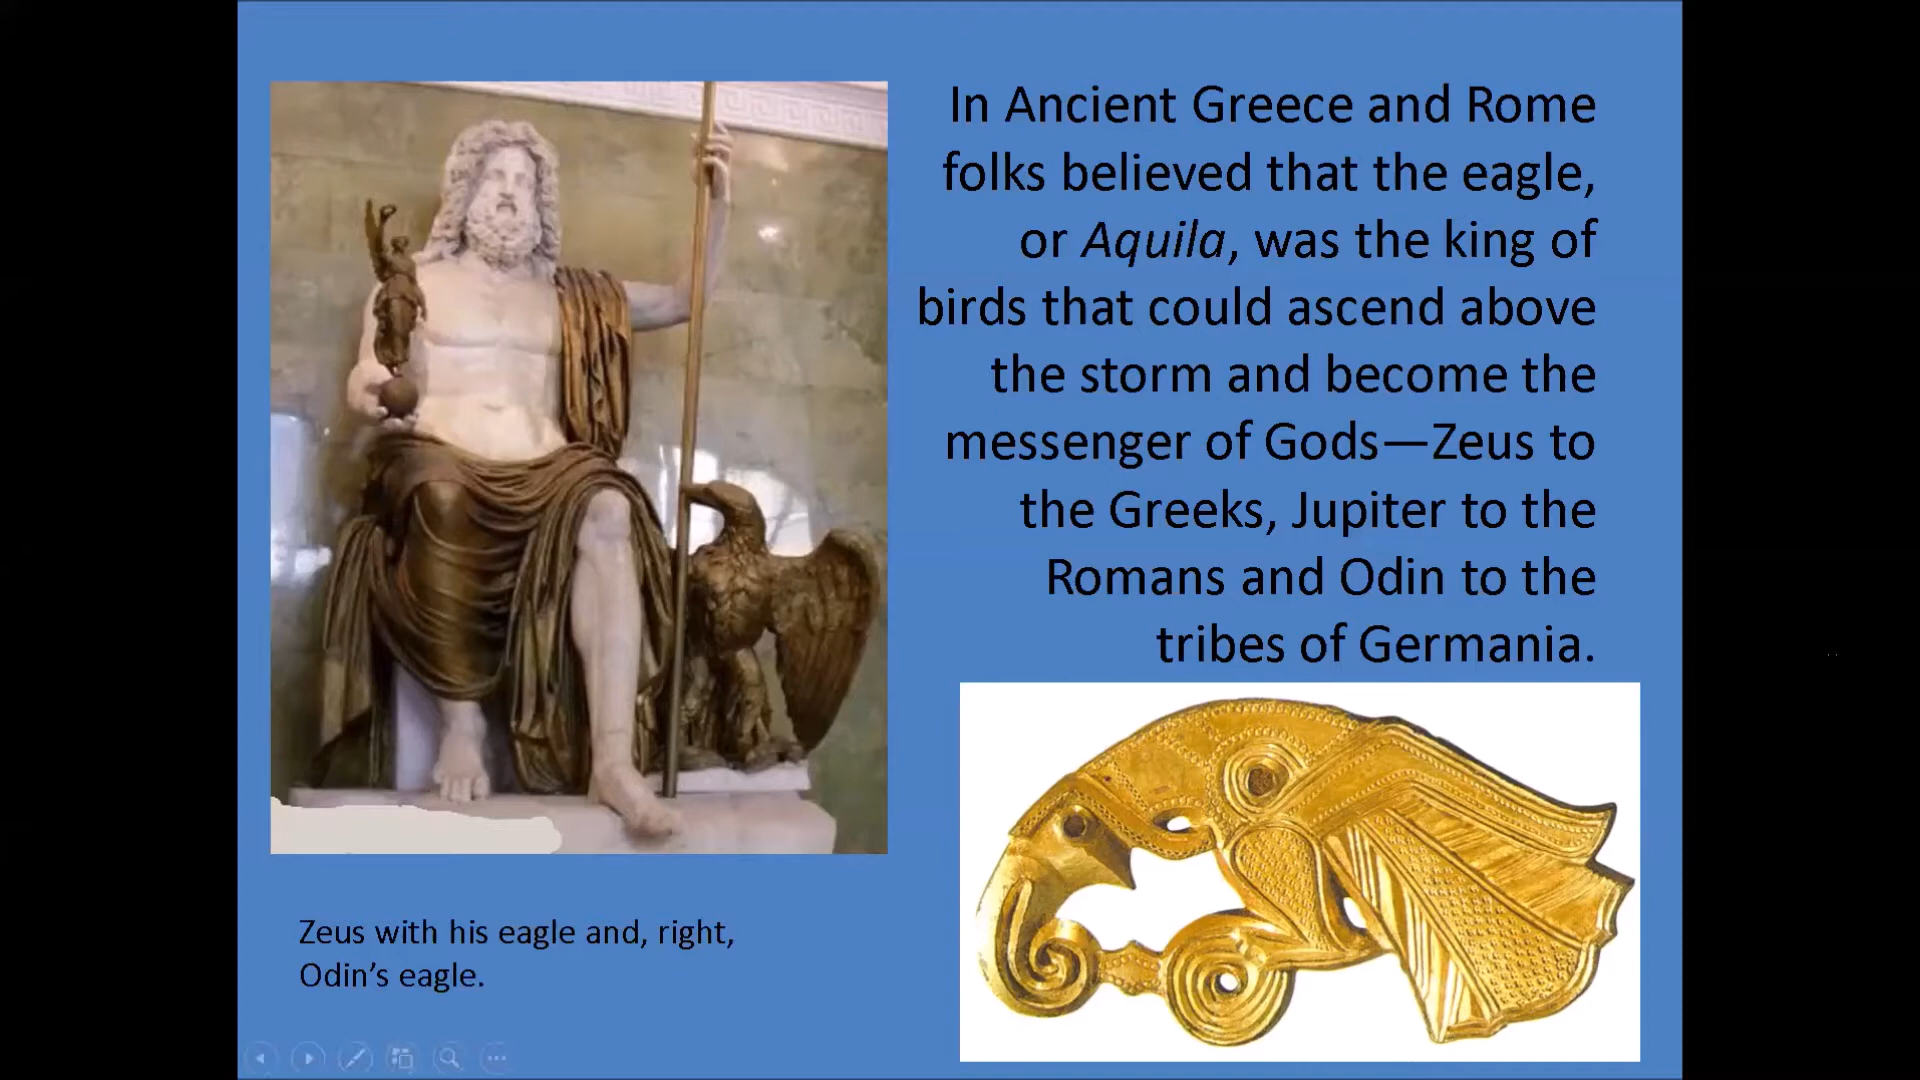 In Ancient Greece and Rome
folks believed that the eagle,
or Aquila, was the king of
birds that could ascend above
the storm and become the
messenger of Gods—Zeus to
the Greeks, Jupiter to the
Romans and Odin to the
tribes of Germania.
Zeus with his eagle and, right,
Odin’s eagle.